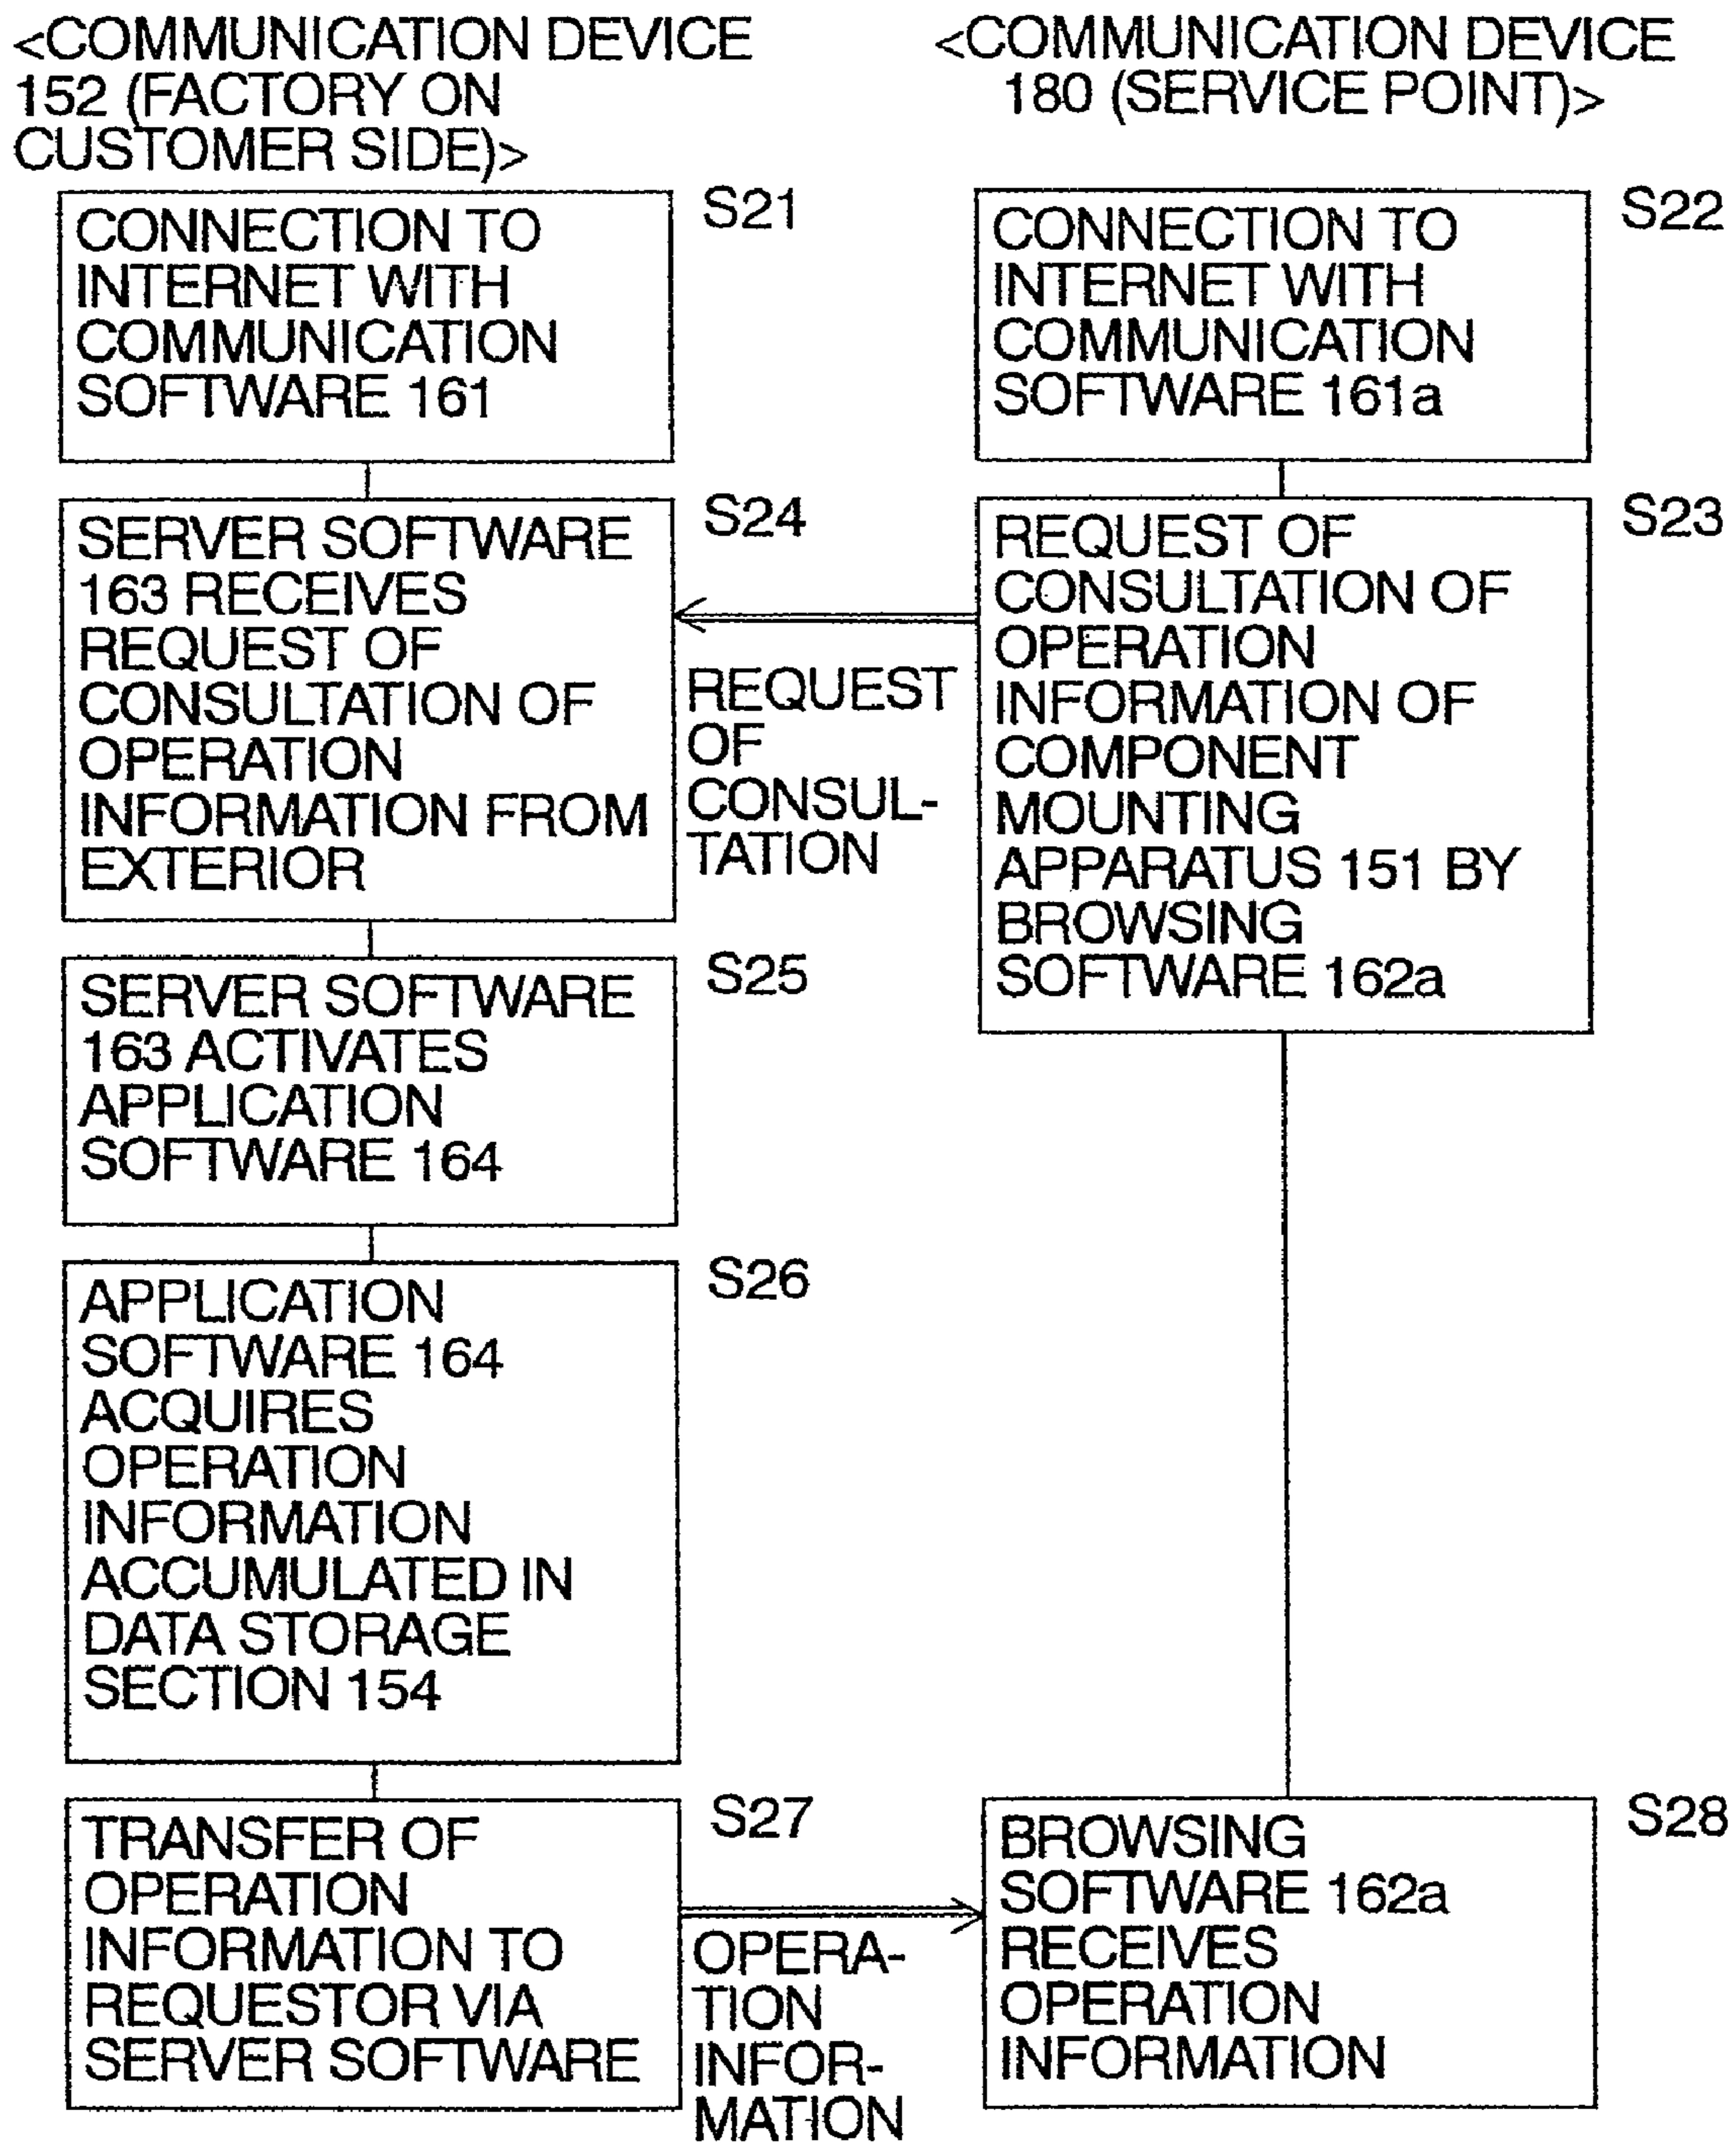 <COMMUNICATION DEVICE
152 (FACTORY ON
CUSTOMER SIDE)>
<COMMUNICATION DEVICE
180 (SERVICE POINT)>
S21
CONNECTION TO
INTERNET WITH
COMMUNICATION
SOFTWARE 161
S22
CONNECTION TO
INTERNET WITH
COMMUNICATION
SOFTWARE 161a
S24
SERVER SOFTWARE
163 RECEIVES
REQUEST OF
CONSULTATION OF
OPERATION
INFORMATION FROM
EXTERIOR
REQUEST
OF
CONSUL-
TATION
S23
REQUEST OF
CONSULTATION OF
OPERATION
INFORMATION OF
COMPONENT
MOUNTING
APPARATUS 151 BY
BROWSING
SOFTWARE 162a
S25
SERVER SOFTWARE
163 ACTIVATES
APPLICATION
SOFTWARE 164
S26
APPLICATION
SOFTWARE 164
ACQUIRES
OPERATION
INFORMATION
ACCUMULATED IN
DATA STORAGE
SECTION 154
S27
TRANSFER OF
OPERATION
INFORMATION TO
REQUESTOR VIA
SERVER SOFTWARE
OPERA-
TION
INFOR-
MATION
S28
BROWSING
SOFTWARE 162a
RECEIVES
OPERATION
INFORMATION